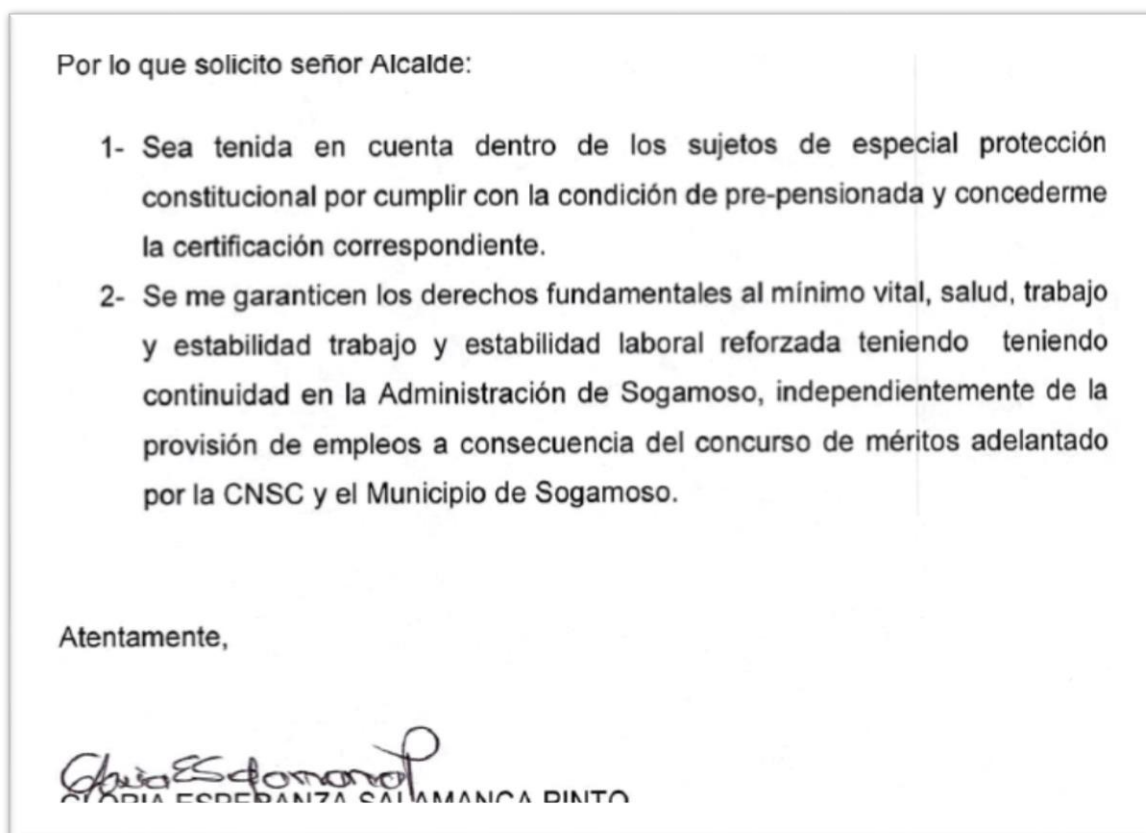 Por lo que solicito señor Alcalde:
1- Sea tenida en cuenta dentro de los sujetos de especial protección
constitucional por cumplir con la condición de pre-pensionada y concederme
la certificación correspondiente.
2- Se me garanticen los derechos fundamentales al mínimo vital, salud, trabajo
y estabilidad trabajo y estabilidad laboral reforzada teniendo teniendo
continuidad en la Administración de Sogamoso, independientemente de la
provisión de empleos a consecuencia del concurso de méritos adelantado
por la CNSC y el Municipio de Sogamoso.
Atentamente,
GLORIA ESPERANZA SALAMANCA PINTO